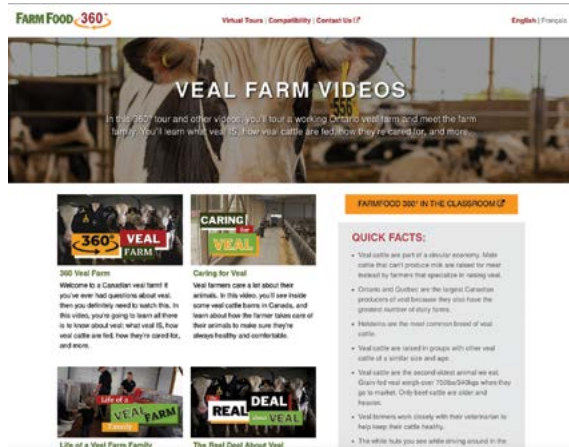 FARM FOOD 360°
Virtual Tours | Compatibility | Contact Us
English | Français
VEAL FARM VIDEOS
In this 360° tour and other videos, you'll tour a working Ontario veal farm and meet the farm
family. You'll learn what veal IS, how veal cattle are fed, how they're cared for, and more.
556
360° VEAL
FARM
360 Veal Farm
Welcome to a Canadian veal farm! If
you've ever had questions about veal,
then you definitely need to watch this. In
this video, you're going to learn all there
is to know about veal; what veal IS, how
veal cattle are fed, how they're cared for,
and more.
CARING
for
VEAL
Caring for Veal
Veal farmers care a lot about their
animals. In this video, you'll see inside
some veal cattle barns in Canada, and
learn about how the farmer takes care of
their animals to make sure they're
always healthy and comfortable.
Life of a
VEAL FARM
Family
Life of a Veal Farm Family
The
REAL DEAL
About VEAL
The Real Deal About Veal
FARMFOOD 360° IN THE CLASSROOM
QUICK FACTS:
• Veal cattle are part of a circular economy. Male
cattle that can't produce milk are raised for meat
instead by farmers that specialize in raising veal.
• Ontario and Quebec are the largest Canadian
producers of veal because they also have the
greatest number of dairy farms.
• Holsteins are the most common breed of veal
cattle.
• Veal cattle are raised in groups with other veal
cattle of a similar size and age.
• Veal cattle are the second oldest animal we eat.
Grain-fed veal weigh over 750lbs/340kgs when they
go to market. Only beef cattle are older and
heavier.
• Veal farmers work closely with their veterinarian to
help keep their cattle healthy.
• The white huts you see while driving around in the